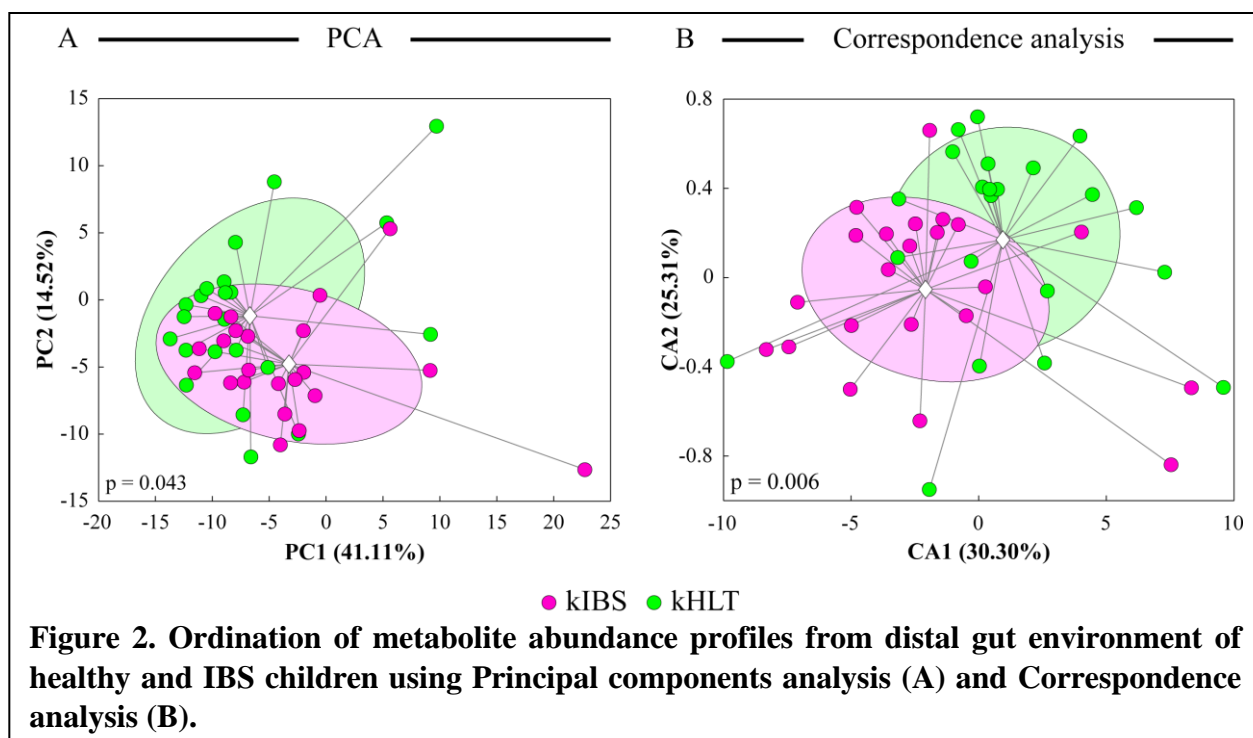 A PCA
B Correspondence analysis
15
10
5
0
-5
-10
-15
PC2 (14.52%)
p = 0.043
-20 -15 -10 -5 0 5 10 15 20 25
PC1 (41.11%)
0.8
0.4
0
-0.4
-0.8
CA2 (25.31%)
p = 0.006
-10 -5 0 5 10
CA1 (30.30%)
kIBS kHLT
Figure 2. Ordination of metabolite abundance profiles from distal gut environment of
healthy and IBS children using Principal components analysis (A) and Correspondence
analysis (B).